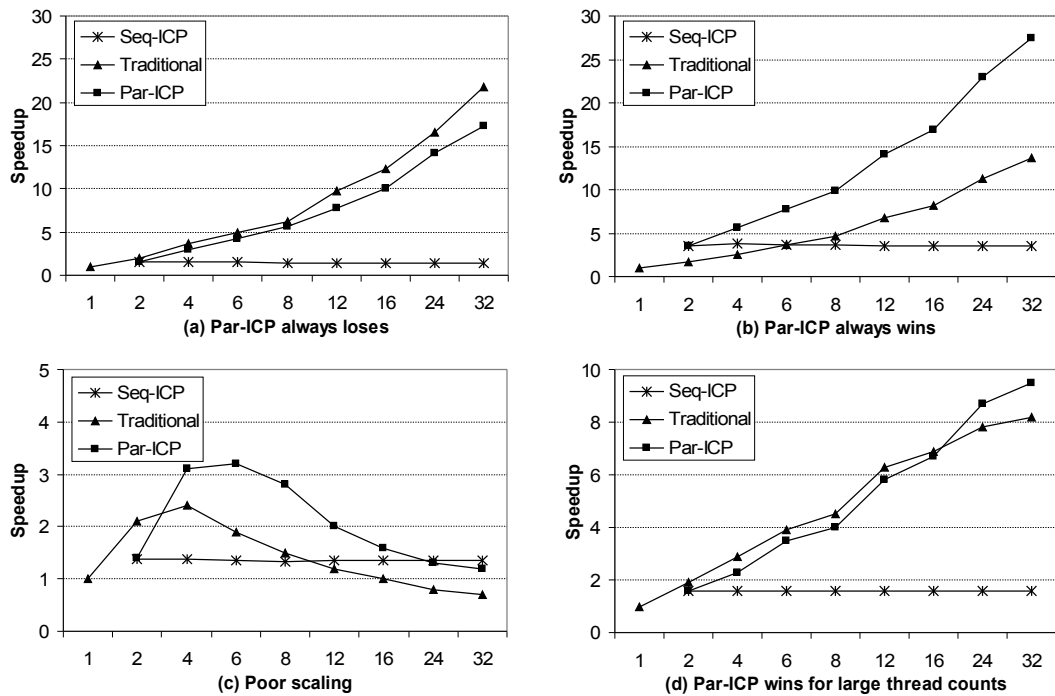 30
25
20
15
10
5
0
Speedup
Seq-ICP
Traditional
Par-ICP
1 2 4 6 8 12 16 24 32
(a) Par-ICP always loses
30
25
20
15
10
5
0
Speedup
Seq-ICP
Traditional
Par-ICP
1 2 4 6 8 12 16 24 32
(b) Par-ICP always wins
5
4
3
2
1
0
Speedup
Seq-ICP
Traditional
Par-ICP
1 2 4 6 8 12 16 24 32
(c) Poor scaling
10
8
6
4
2
0
Speedup
Seq-ICP
Traditional
Par-ICP
1 2 4 6 8 12 16 24 32
(d) Par-ICP wins for large thread counts